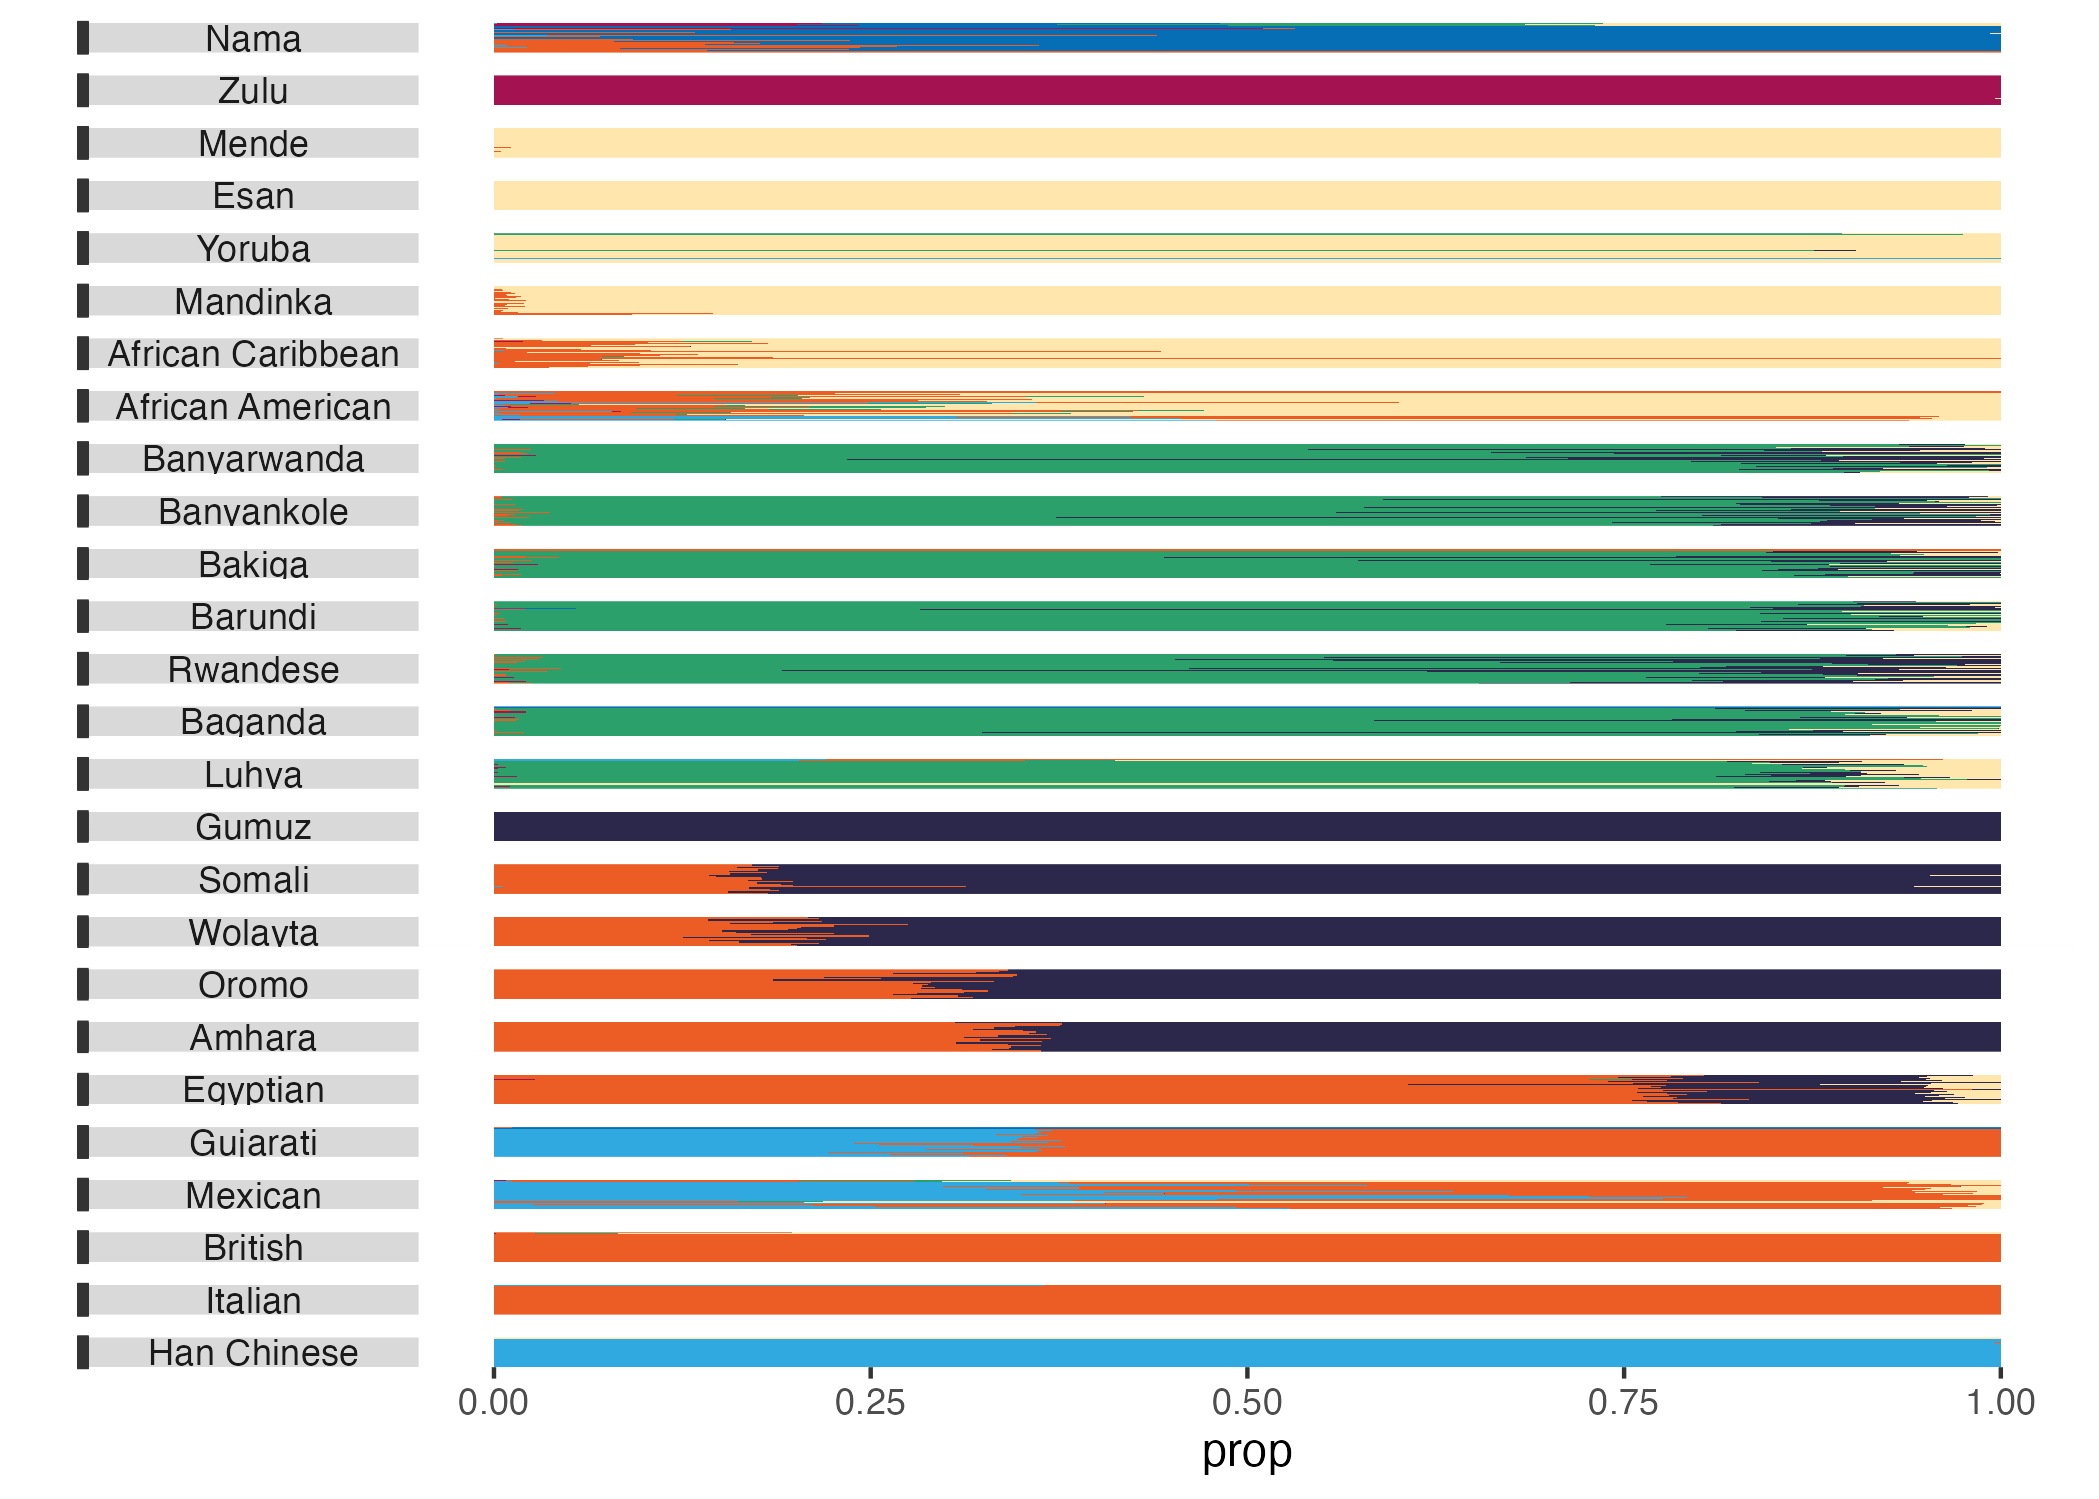 Nama
Zulu
Mende
Esan
Yoruba
Mandinka
African Caribbean
African American
Banyarwanda
Banyankole
Bakiga
Barundi
Rwandese
Baganda
Luhya
Gumuz
Somali
Wolayta
Oromo
Amhara
Egyptian
Gujarati
Mexican
British
Italian
Han Chinese
0.00 0.25 0.50 0.75 1.00
prop